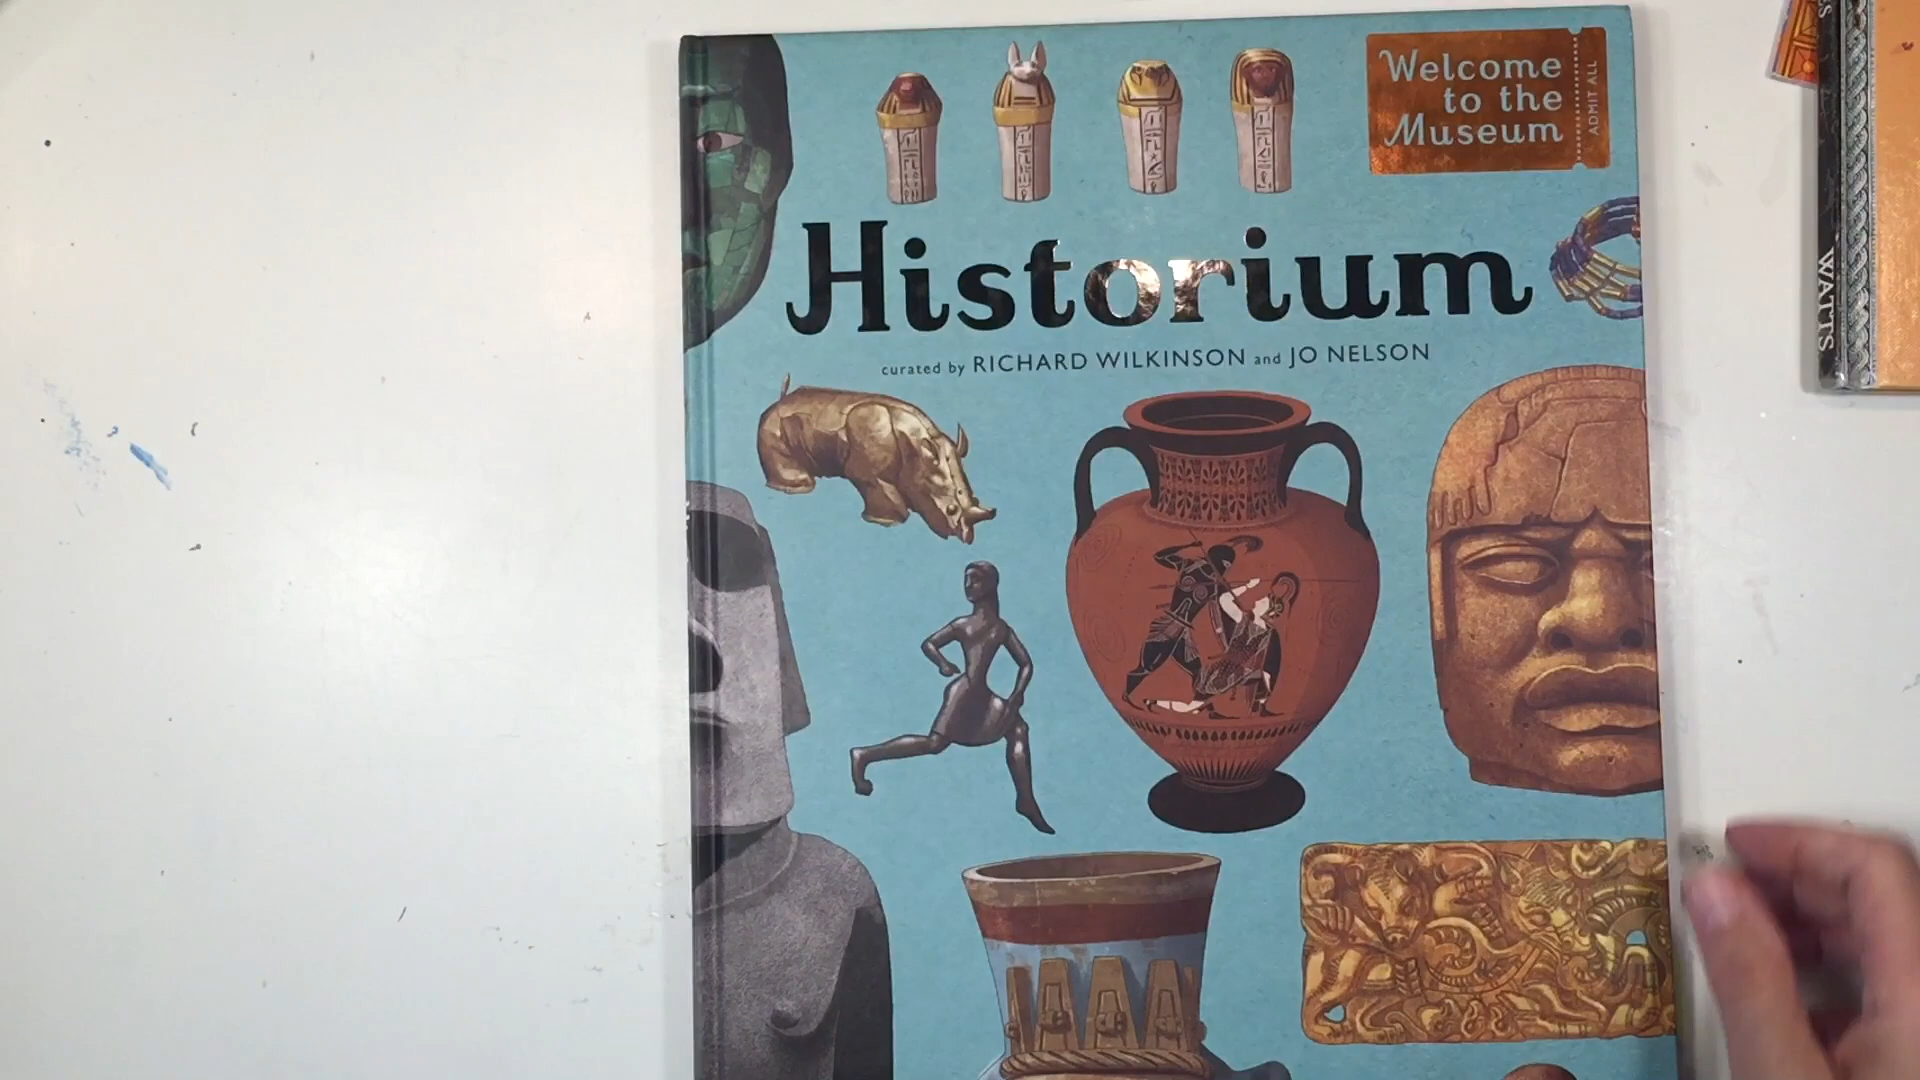 Welcome
to the
Museum
ADMIT ALL
Historium
curated by RICHARD WILKINSON and JO NELSON
WATTS